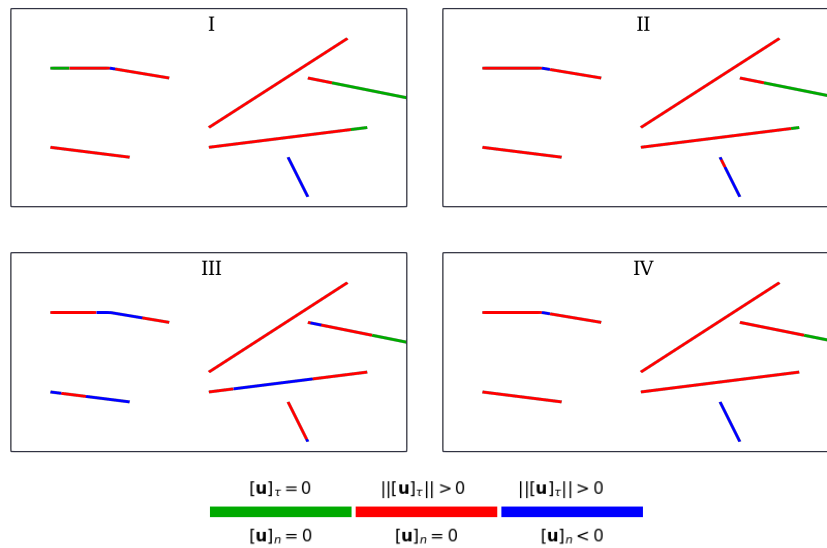 I
II
III
IV
[u]τ = 0
||[u]τ|| > 0
||[u]τ|| > 0
[u]n = 0
[u]n = 0
[u]n < 0